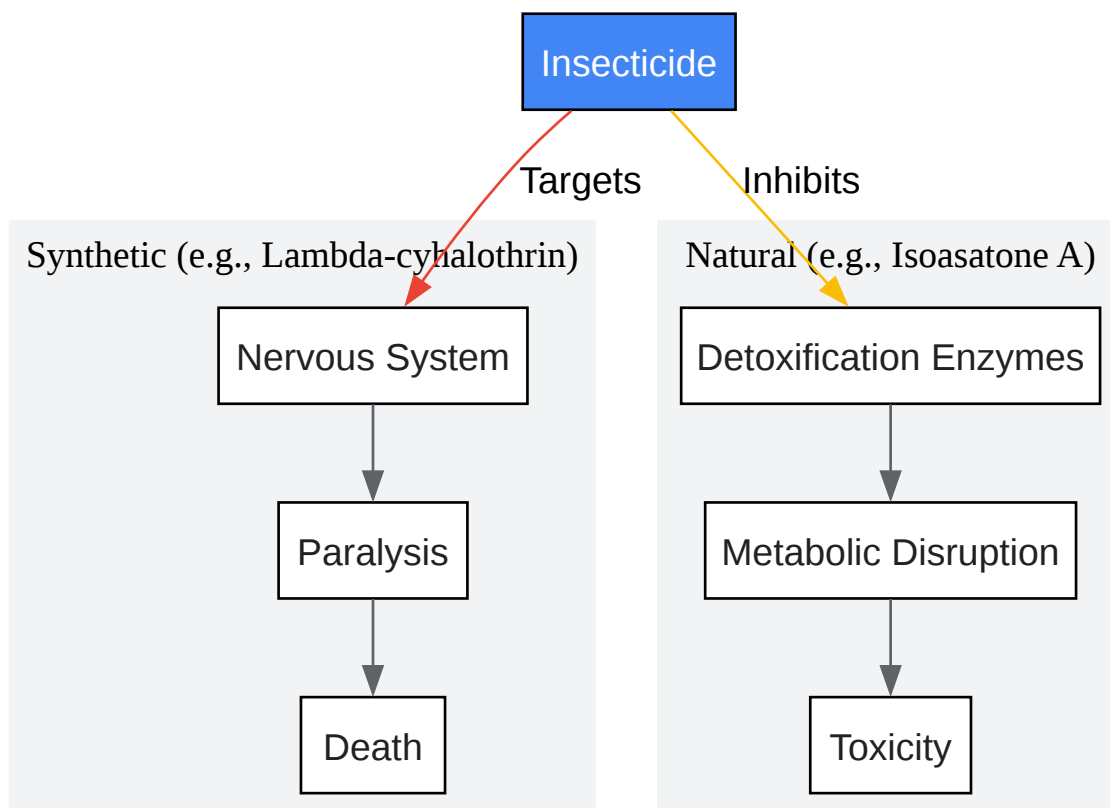 Insecticide
Targets
Inhibits
Synthetic (e.g., Lambda-cyhalothrin)
Natural (e.g., Isoasatone A)
Nervous System
Detoxification Enzymes
Paralysis
Metabolic Disruption
Death
Toxicity